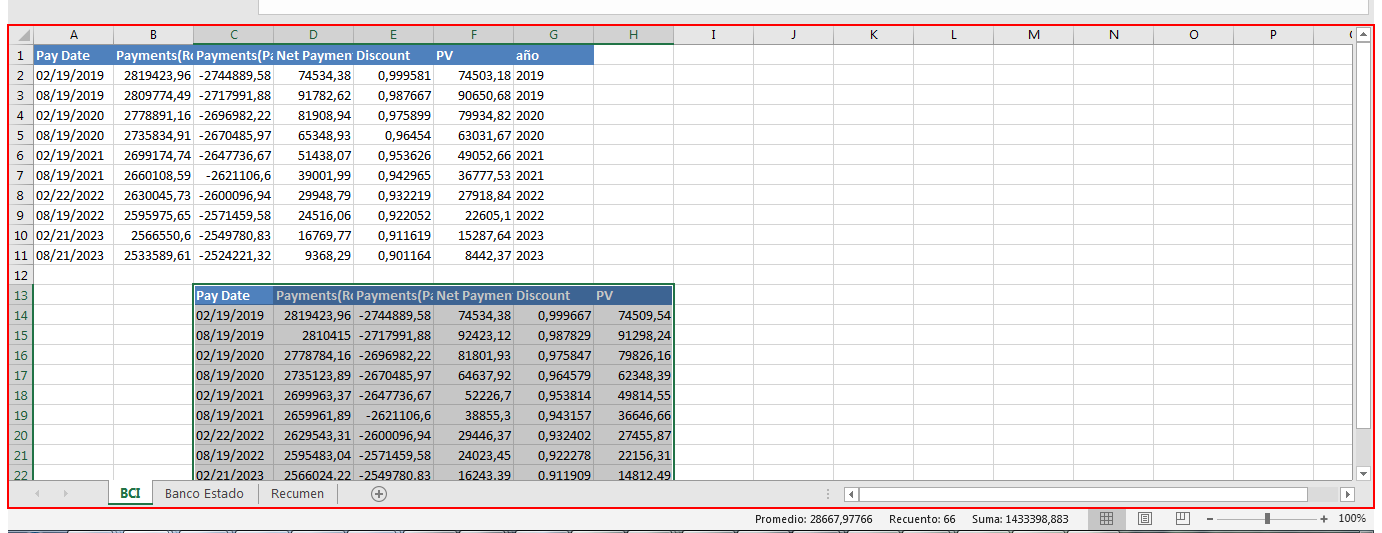 A B C D E F G H I J K L M N O P
1 Pay Date Payments(Re Payments(Pa Net Paymen Discount PV año
2 02/19/2019 2819423,96 -2744889,58 74534,38 0,999581 74503,18 2019
3 08/19/2019 2809774,49 -2717991,88 91782,62 0,987667 90650,68 2019
4 02/19/2020 2778891,16 -2696982,22 81908,94 0,975899 79934,82 2020
5 08/19/2020 2735834,91 -2670485,97 65348,93 0,96454 63031,67 2020
6 02/19/2021 2699174,74 -2647736,67 51438,07 0,953626 49052,66 2021
7 08/19/2021 2660108,59 -2621106,6 39001,99 0,942965 36777,53 2021
8 02/22/2022 2630045,73 -2600096,94 29948,79 0,932219 27918,84 2022
9 08/19/2022 2595975,65 -2571459,58 24516,06 0,922052 22605,1 2022
10 02/21/2023 2566550,6 -2549780,83 16769,77 0,911619 15287,64 2023
11 08/21/2023 2533589,61 -2524221,32 9368,29 0,901164 8442,37 2023
12
13 Pay Date Payments(Re Payments(Pa Net Paymen Discount PV
14 02/19/2019 2819423,96 -2744889,58 74534,38 0,999667 74509,54
15 08/19/2019 2810415 -2717991,88 92423,12 0,987829 91298,24
16 02/19/2020 2778784,16 -2696982,22 81801,93 0,975847 79826,16
17 08/19/2020 2735123,89 -2670485,97 64637,92 0,964579 62348,39
18 02/19/2021 2699963,37 -2647736,67 52226,7 0,953814 49814,55
19 08/19/2021 2659961,89 -2621106,6 38855,3 0,943157 36646,66
20 02/22/2022 2629543,31 -2600096,94 29446,37 0,932402 27455,87
21 08/19/2022 2595483,04 -2571459,58 24023,45 0,922278 22156,31
22 02/21/2023 2566024,22 -2549780,83 16243,39 0,911909 14812,49
BCI Banco Estado Recumen
Promedio: 28667,97766 Recuento: 66 Suma: 1433398,883 100%